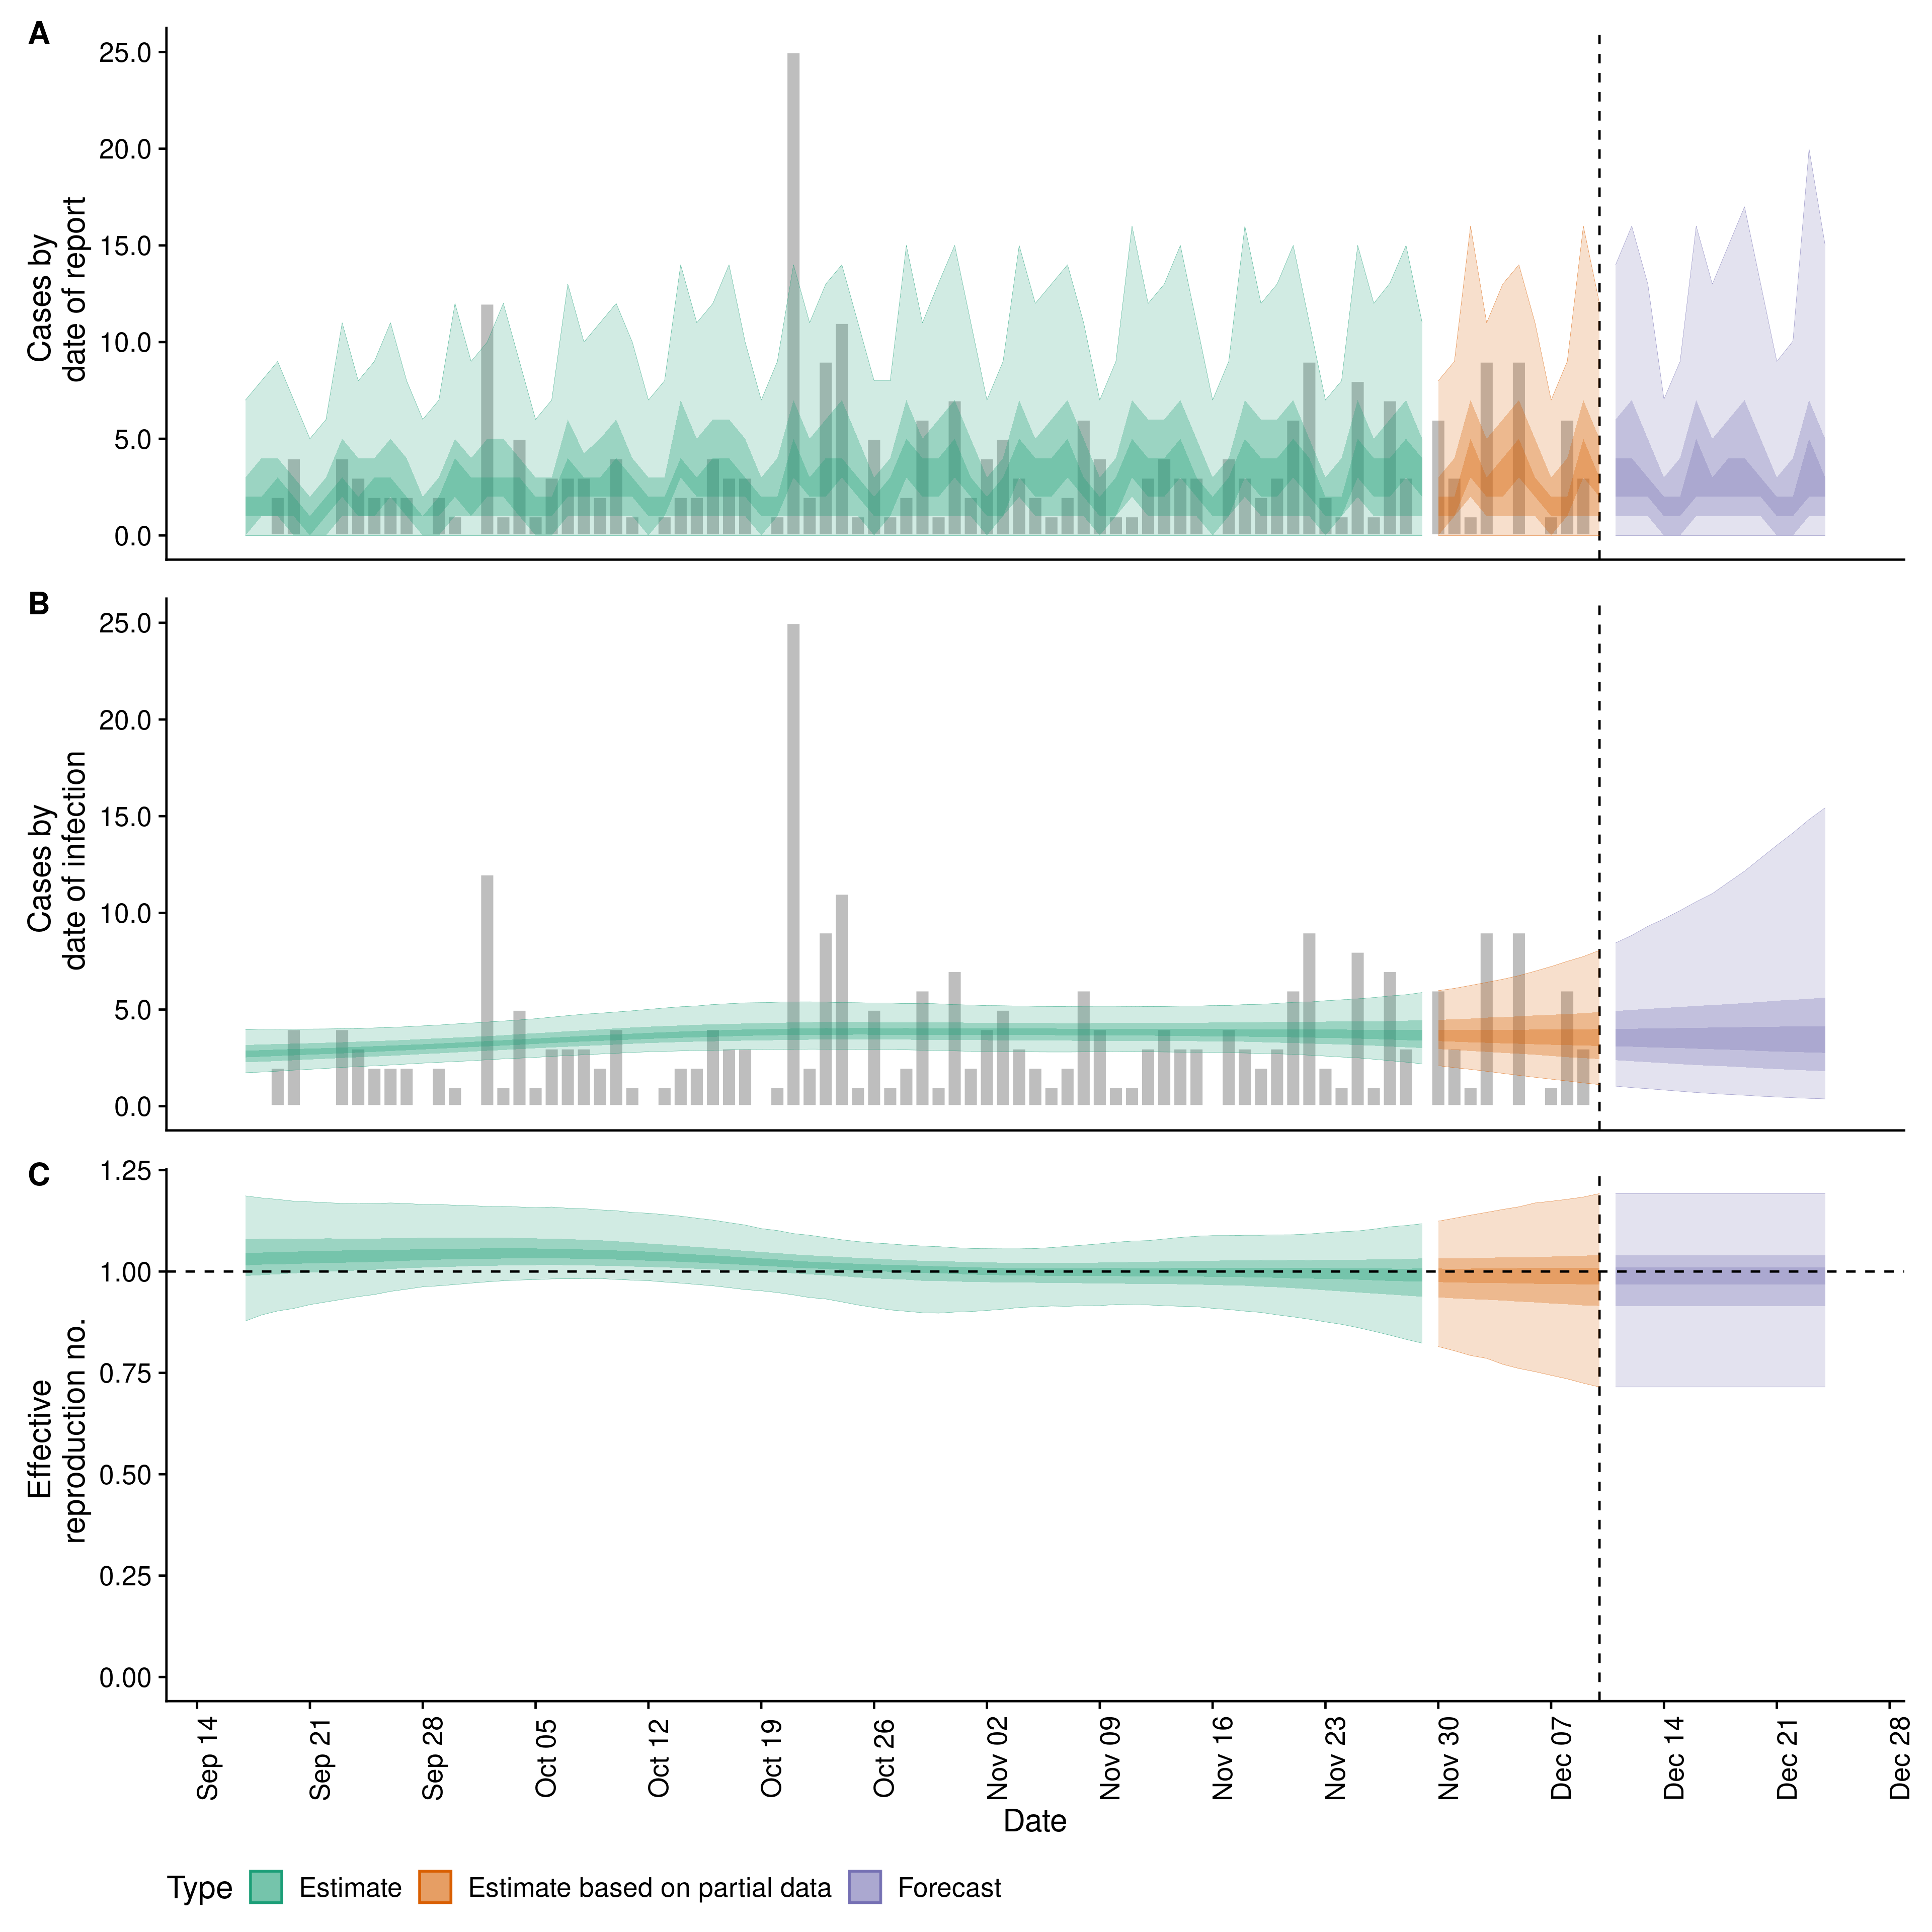 A
Cases by
date of report
25.0
20.0
15.0
10.0
5.0
0.0
B
Cases by
date of infection
25.0
20.0
15.0
10.0
5.0
0.0
C
Effective
reproduction no.
1.25
1.00
0.75
0.50
0.25
0.00
Sep 14
Sep 21
Sep 28
Oct 05
Oct 12
Oct 19
Oct 26
Nov 02
Nov 09
Nov 16
Nov 23
Nov 30
Dec 07
Dec 14
Dec 21
Dec 28
Date
Type Estimate Estimate based on partial data Forecast